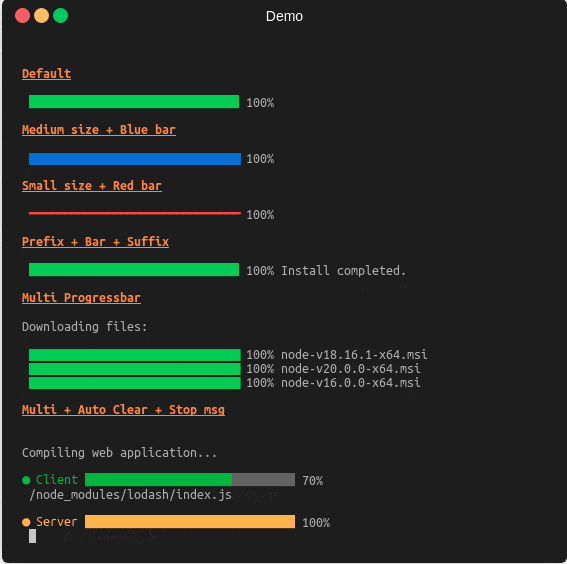 Demo
Default
100%
Medium size + Blue bar
100%
Small size + Red bar
100%
Prefix + Bar + Suffix
100% Install completed.
Multi Progressbar
Downloading files:
100% node-v18.16.1-x64.msi
100% node-v20.0.0-x64.msi
100% node-v16.0.0-x64.msi
Multi + Auto Clear + Stop msg
Compiling web application...
● Client 70%
/node_modules/lodash/index.js
● Server 100%